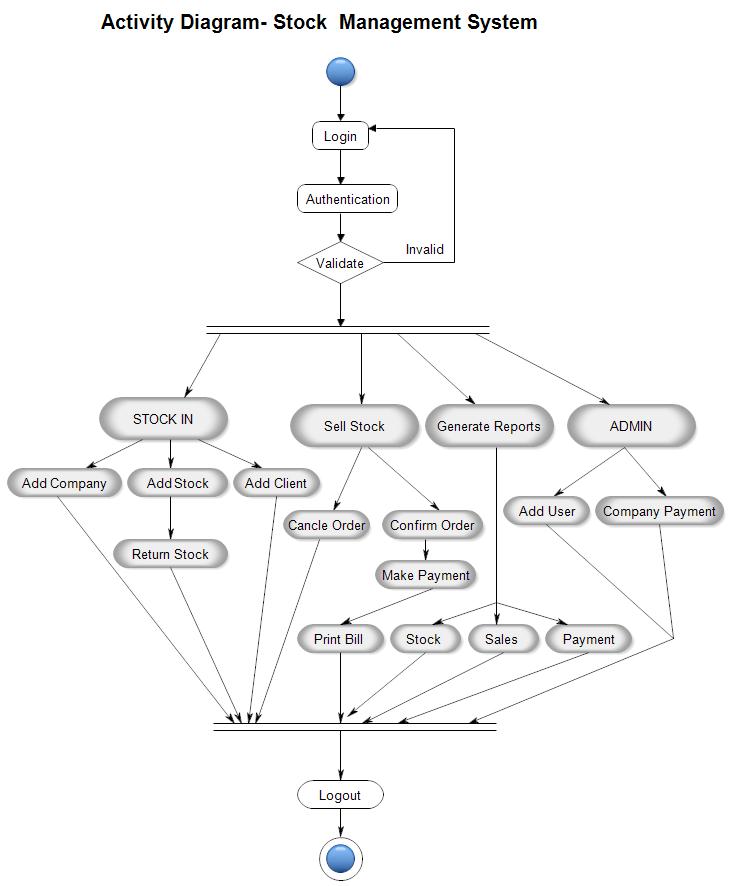 Activity Diagram- Stock Management System
Login
Authentication
Invalid
Validate
STOCK IN
Sell Stock
Generate Reports
ADMIN
Add Company
Add Stock
Add Client
Add User
Company Payment
Cancle Order
Confirm Order
Return Stock
Make Payment
Print Bill
Stock
Sales
Payment
Logout